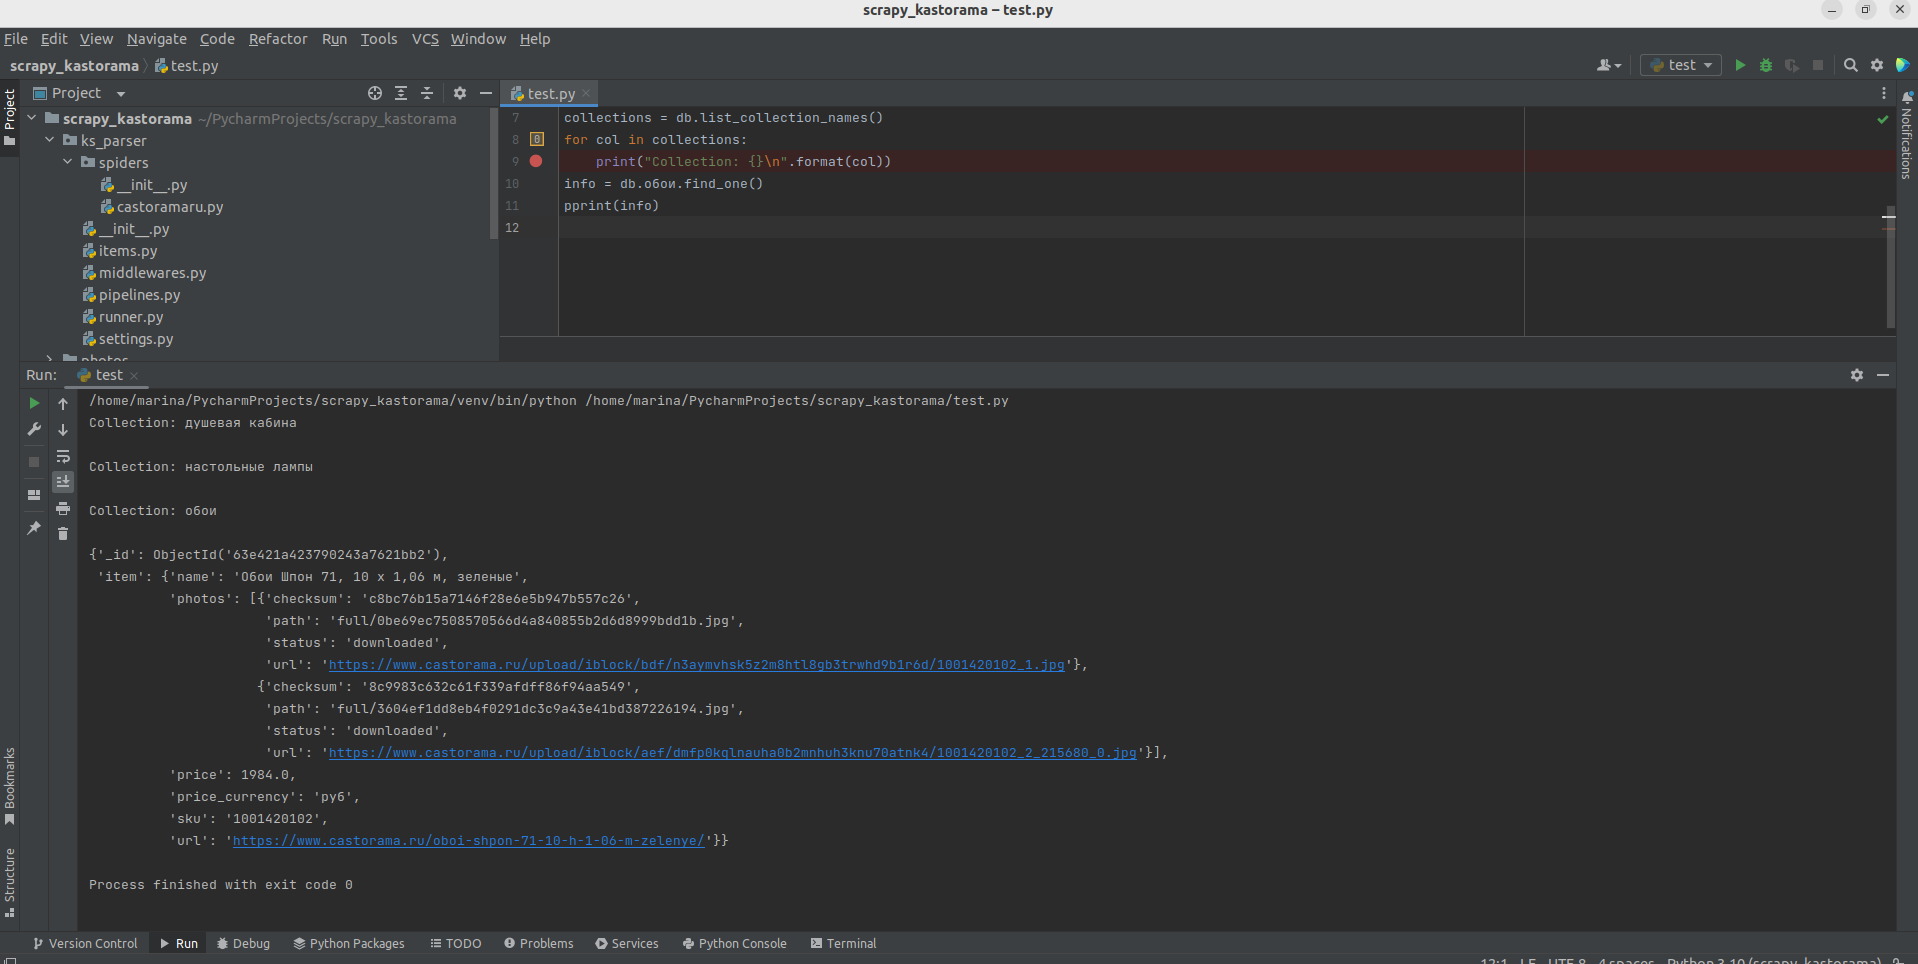 scrapy_kastorama – test.py
File Edit View Navigate Code Refactor Run Tools VCS Window Help
scrapy_kastorama test.py
test
Project
Project
test.py
Notifications
scrapy_kastorama ~/PycharmProjects/scrapy_kastorama
ks_parser
spiders
__init__.py
castoramaru.py
__init__.py
items.py
middlewares.py
pipelines.py
runner.py
settings.py
photos
7 collections = db.list_collection_names()
8 for col in collections:
9 print("Collection: {}\n".format(col))
10 info = db.обои.find_one()
11 pprint(info)
12
Run: test
/home/marina/PycharmProjects/scrapy_kastorama/venv/bin/python /home/marina/PycharmProjects/scrapy_kastorama/test.py
Collection: душевая кабина
Collection: настольные лампы
Collection: обои
{'_id': ObjectId('63e421a423790243a7621bb2'),
'item': {'name': 'Обои Шпон 71, 10 х 1,06 м, зеленые',
'photos': [{'checksum': 'c8bc76b15a7146f28e6e5b947b557c26',
'path': 'full/0be69ec7508570566d4a840855b2d6d8999bdd1b.jpg',
'status': 'downloaded',
'url': 'https://www.castorama.ru/upload/iblock/bdf/n3aymvhsk5z2m8htl8gb3trwhd9b1r6d/1001420102_1.jpg'},
{'checksum': '8c9983c632c61f339afdff86f94aa549',
'path': 'full/3604ef1dd8eb4f0291dc3c9a43e41bd387226194.jpg',
'status': 'downloaded',
'url': 'https://www.castorama.ru/upload/iblock/aef/dmfp0kqlnauha0b2mnhuh3knu70atnk4/1001420102_2_215680_0.jpg'}],
'price': 1984.0,
'price_currency': 'руб',
'sku': '1001420102',
'url': 'https://www.castorama.ru/oboi-shpon-71-10-h-1-06-m-zelenye/'}}
Process finished with exit code 0
Bookmarks
Structure
Version Control Run Debug Python Packages TODO Problems Services Python Console Terminal
12:1 LF UTF-8 4 spaces Python 3.10 (scrapy_kastorama)